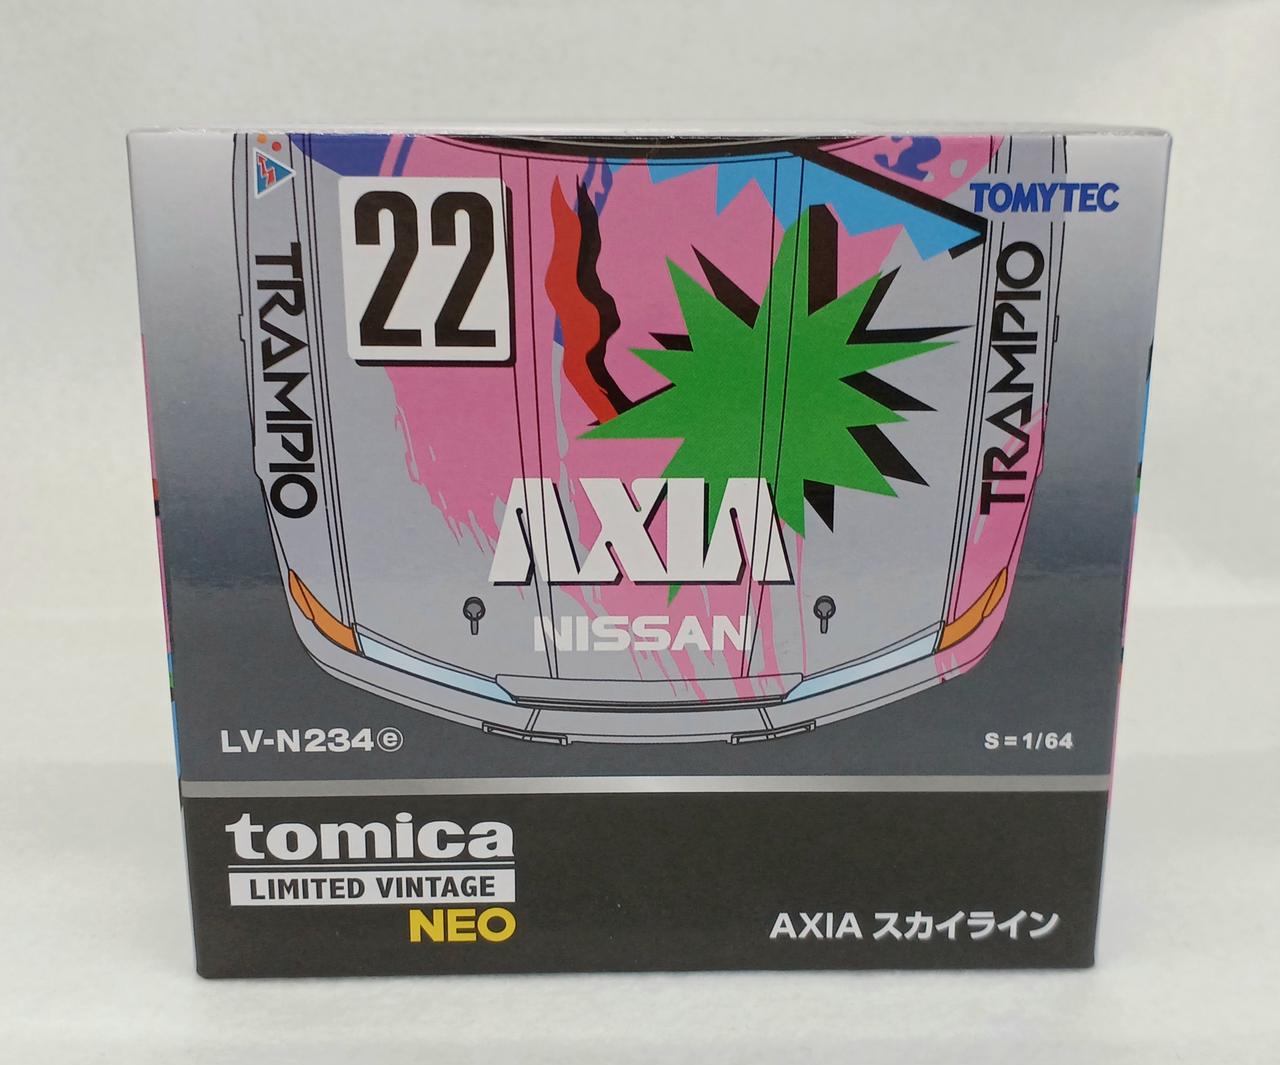 22
TOMYTEC
TRAMPIO
TRAMPIO
AXIA
NISSAN
LV-N234ⓔ
S=1/64
tomica
LIMITED VINTAGE
NEO
AXIA スカイライン